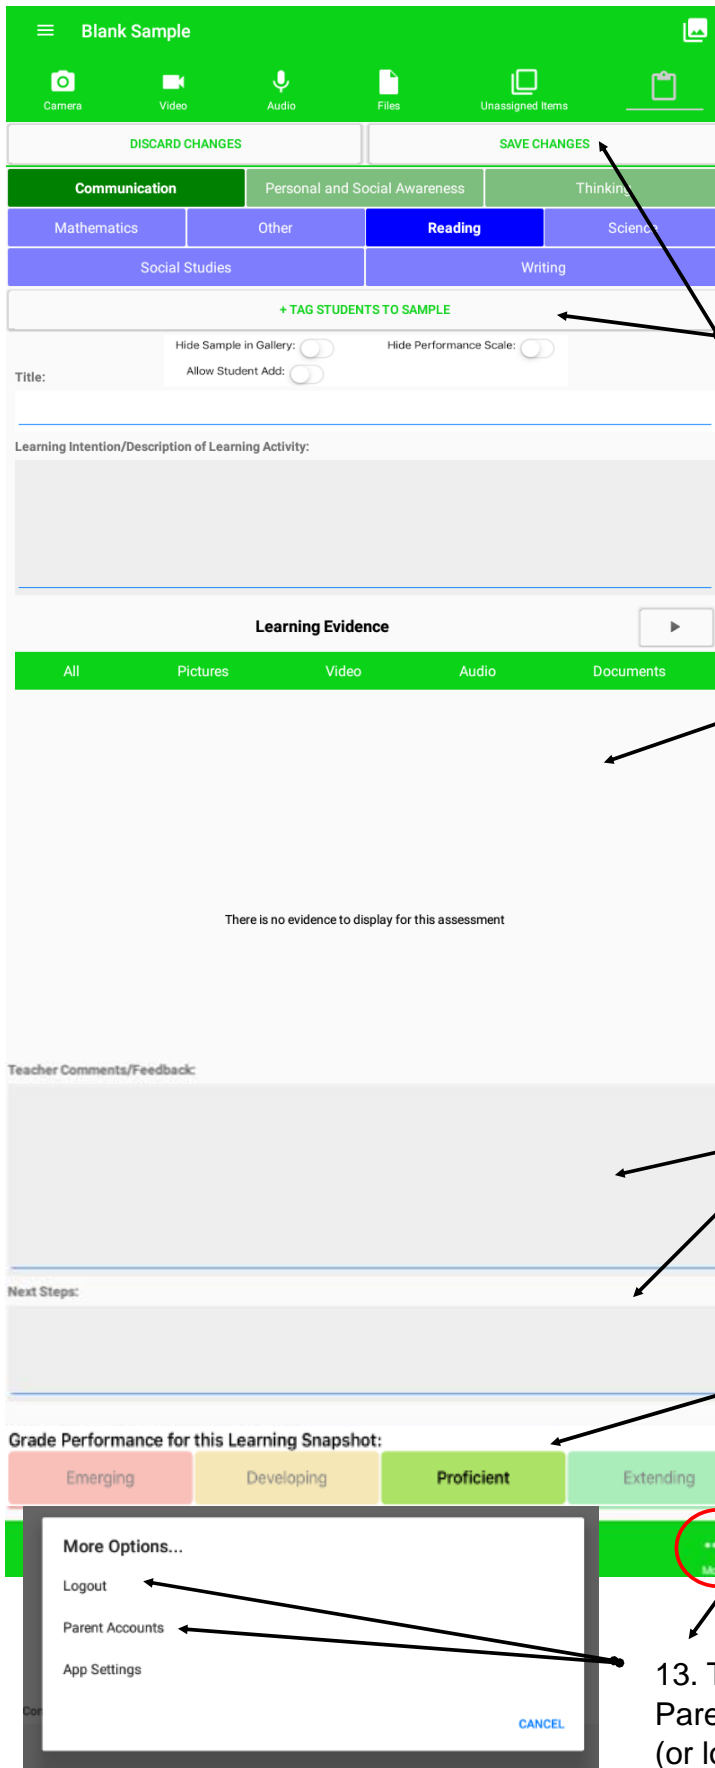 Blank Sample
Camera Video Audio Files Unassigned Items
DISCARD CHANGES SAVE CHANGES
Communication Personal and Social Awareness Thinking
Mathematics Other Reading Science
Social Studies Writing
+ TAG STUDENTS TO SAMPLE
Hide Sample in Gallery: Hide Performance Scale:
Allow Student Add:
Title:
Learning Intention/Description of Learning Activity:
Learning Evidence
All Pictures Video Audio Documents
There is no evidence to display for this assessment
Teacher Comments/Feedback:
Next Steps:
Grade Performance for this Learning Snapshot:
Emerging Developing Proficient Extending
More Options...
Logout
Parent Accounts
App Settings
CANCEL
13.
(or